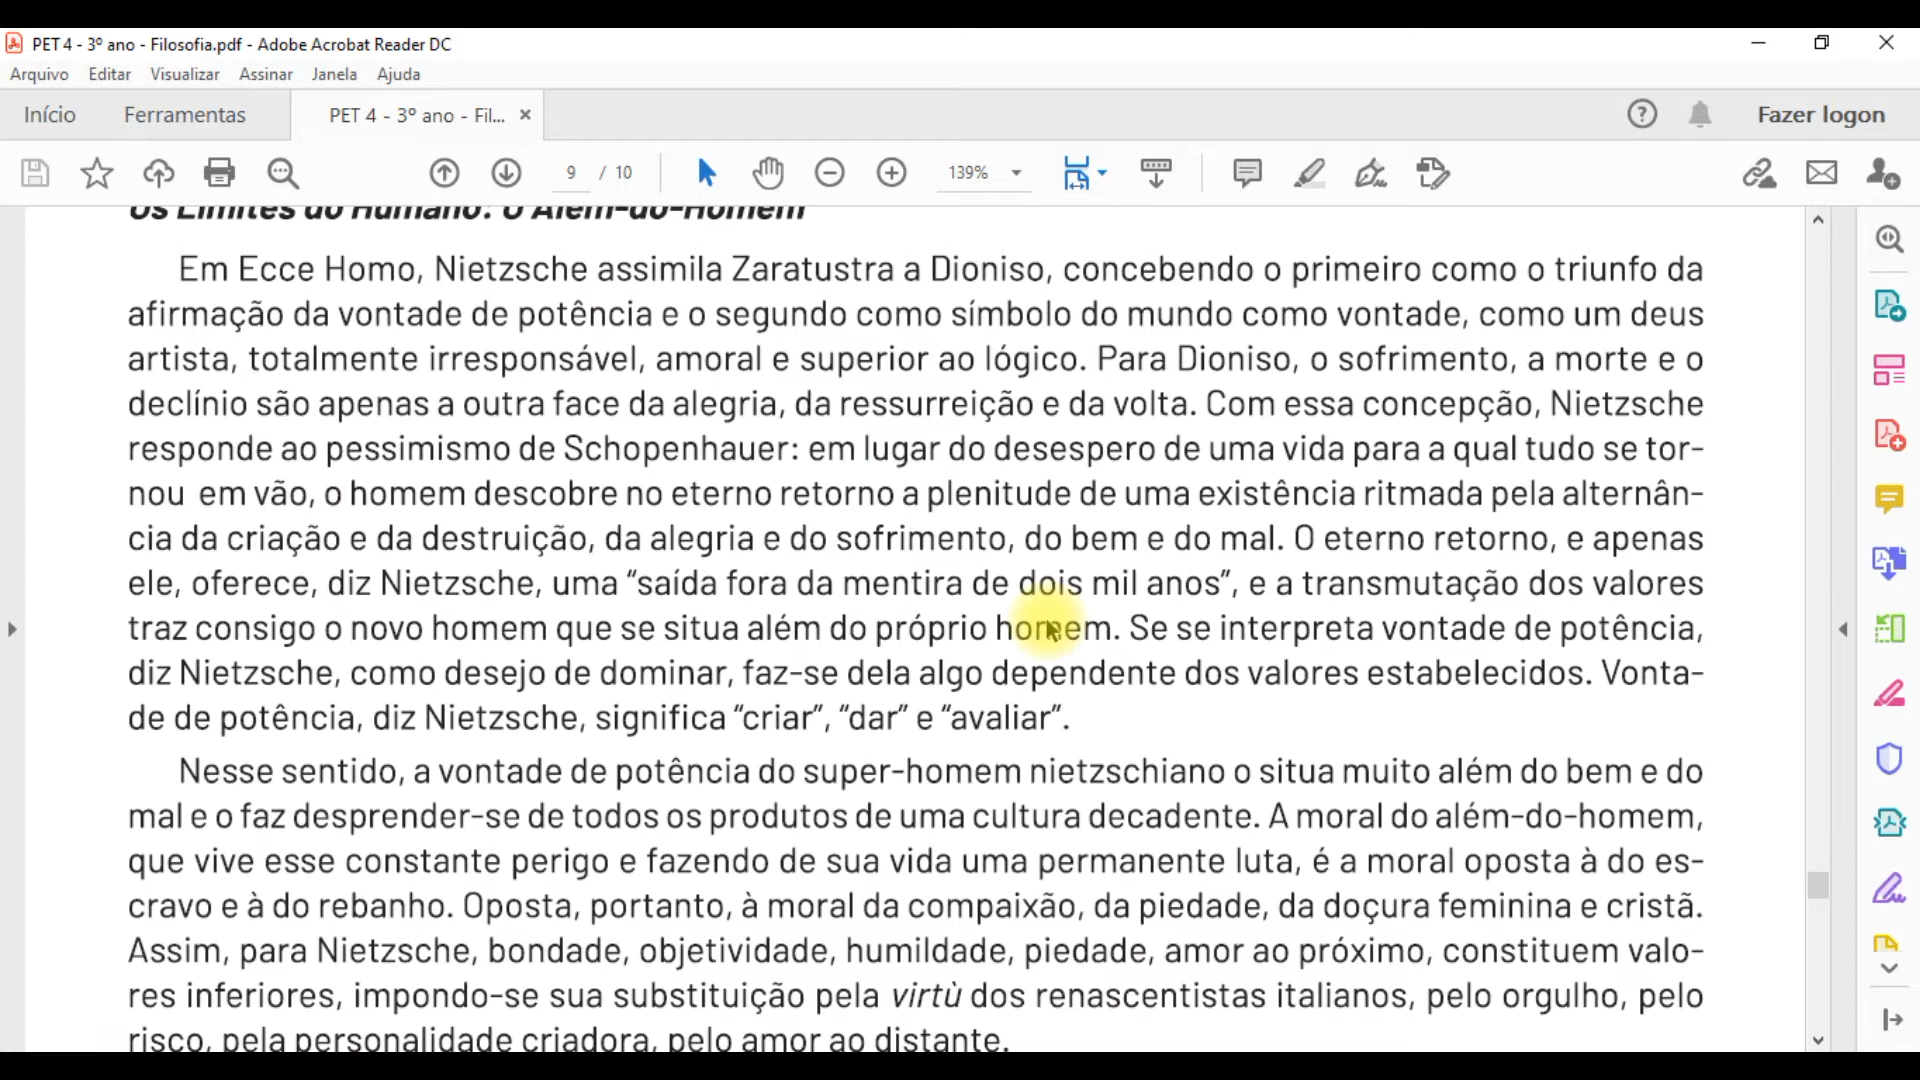 PET 4 - 3º ano - Filosofia.pdf - Adobe Acrobat Reader DC
Arquivo Editar Visualizar Assinar Janela Ajuda
Início Ferramentas PET 4 - 3º ano - Fil... Fazer logon
9 / 10 139%
os Limites do Humano: O Além-do-Homem
Em Ecce Homo, Nietzsche assimila Zaratustra a Dioniso, concebendo o primeiro como o triunfo da
afirmação da vontade de potência e o segundo como símbolo do mundo como vontade, como um deus
artista, totalmente irresponsável, amoral e superior ao lógico. Para Dioniso, o sofrimento, a morte e o
declínio são apenas a outra face da alegria, da ressurreição e da volta. Com essa concepção, Nietzsche
responde ao pessimismo de Schopenhauer: em lugar do desespero de uma vida para a qual tudo se tor-
nou em vão, o homem descobre no eterno retorno a plenitude de uma existência ritmada pela alternân-
cia da criação e da destruição, da alegria e do sofrimento, do bem e do mal. O eterno retorno, e apenas
ele, oferece, diz Nietzsche, uma “saída fora da mentira de dois mil anos”, e a transmutação dos valores
traz consigo o novo homem que se situa além do próprio homem. Se se interpreta vontade de potência,
diz Nietzsche, como desejo de dominar, faz-se dela algo dependente dos valores estabelecidos. Vonta-
de de potência, diz Nietzsche, significa “criar”, “dar” e “avaliar”.
Nesse sentido, a vontade de potência do super-homem nietzschiano o situa muito além do bem e do
mal e o faz desprender-se de todos os produtos de uma cultura decadente. A moral do além-do-homem,
que vive esse constante perigo e fazendo de sua vida uma permanente luta, é a moral oposta à do es-
cravo e à do rebanho. Oposta, portanto, à moral da compaixão, da piedade, da doçura feminina e cristã.
Assim, para Nietzsche, bondade, objetividade, humildade, piedade, amor ao próximo, constituem valo-
res inferiores, impondo-se sua substituição pela virtù dos renascentistas italianos, pelo orgulho, pelo
risco, pela personalidade criadora, pelo amor ao distante.